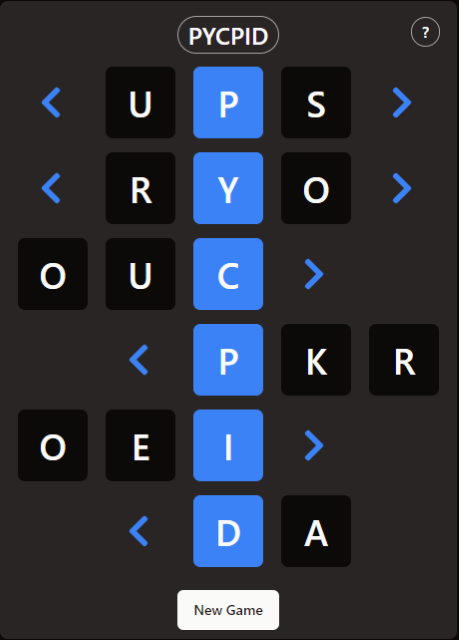 PYCPID ?
< U P S >
< R Y O >
O U C >
< P K R
O E I >
< D A
New Game